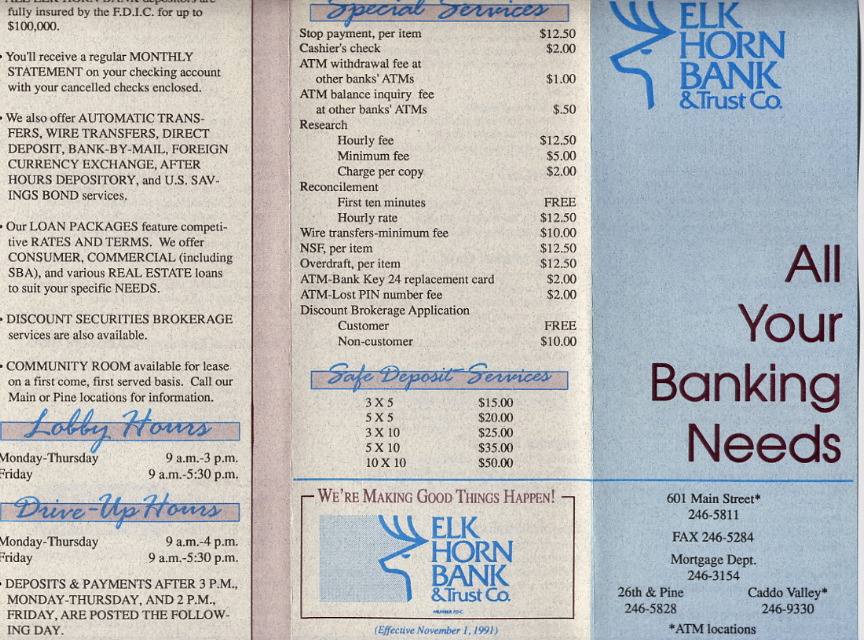 ALL ELK HORN BANK depositors are
fully insured by the F.D.I.C. for up to
$100,000.
• You'll receive a regular MONTHLY
STATEMENT on your checking account
with your cancelled checks enclosed.
• We also offer AUTOMATIC TRANS-
FERS, WIRE TRANSFERS, DIRECT
DEPOSIT, BANK-BY-MAIL, FOREIGN
CURRENCY EXCHANGE, AFTER
HOURS DEPOSITORY, and U.S. SAV-
INGS BOND services.
• Our LOAN PACKAGES feature competi-
tive RATES AND TERMS. We offer
CONSUMER, COMMERCIAL (including
SBA), and various REAL ESTATE loans
to suit your specific NEEDS.
• DISCOUNT SECURITIES BROKERAGE
services are also available.
• COMMUNITY ROOM available for lease
on a first come, first served basis. Call our
Main or Pine locations for information.
Lobby Hours
Monday-Thursday 9 a.m.-3 p.m.
Friday 9 a.m.-5:30 p.m.
Drive-Up Hours
Monday-Thursday 9 a.m.-4 p.m.
Friday 9 a.m.-5:30 p.m.
• DEPOSITS & PAYMENTS AFTER 3 P.M.,
MONDAY-THURSDAY, AND 2 P.M.,
FRIDAY, ARE POSTED THE FOLLOW-
ING DAY.
Special Services
Stop payment, per item $12.50
Cashier's check $2.00
ATM withdrawal fee at
other banks' ATMs $1.00
ATM balance inquiry fee
at other banks' ATMs $.50
Research
Hourly fee $12.50
Minimum fee $5.00
Charge per copy $2.00
Reconcilement
First ten minutes FREE
Hourly rate $12.50
Wire transfers-minimum fee $10.00
NSF, per item $12.50
Overdraft, per item $12.50
ATM-Bank Key 24 replacement card $2.00
ATM-Lost PIN number fee $2.00
Discount Brokerage Application
Customer FREE
Non-customer $10.00
Safe Deposit Services
3 X 5 $15.00
5 X 5 $20.00
3 X 10 $25.00
5 X 10 $35.00
10 X 10 $50.00
WE'RE MAKING GOOD THINGS HAPPEN!
ELK
HORN
BANK
& Trust Co.
MEMBER FDIC
(Effective November 1, 1991)
ELK
HORN
BANK
& Trust Co.
All
Your
Banking
Needs
601 Main Street*
246-5811
FAX 246-5284
Mortgage Dept.
246-3154
26th & Pine Caddo Valley*
246-5828 246-9330
*ATM locations